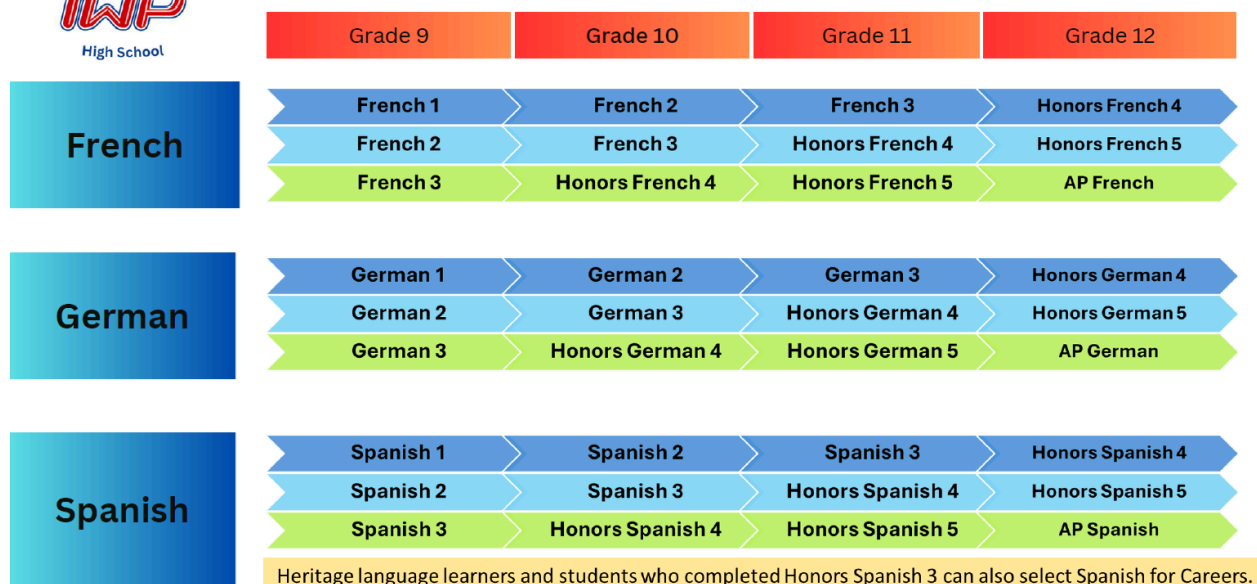 IWP
High School
Grade 9 Grade 10 Grade 11 Grade 12
French
French 1 French 2 French 3 Honors French 4
French 2 French 3 Honors French 4 Honors French 5
French 3 Honors French 4 Honors French 5 AP French
German
German 1 German 2 German 3 Honors German 4
German 2 German 3 Honors German 4 Honors German 5
German 3 Honors German 4 Honors German 5 AP German
Spanish
Spanish 1 Spanish 2 Spanish 3 Honors Spanish 4
Spanish 2 Spanish 3 Honors Spanish 4 Honors Spanish 5
Spanish 3 Honors Spanish 4 Honors Spanish 5 AP Spanish
Heritage language learners and students who completed Honors Spanish 3 can also select Spanish for Careers.